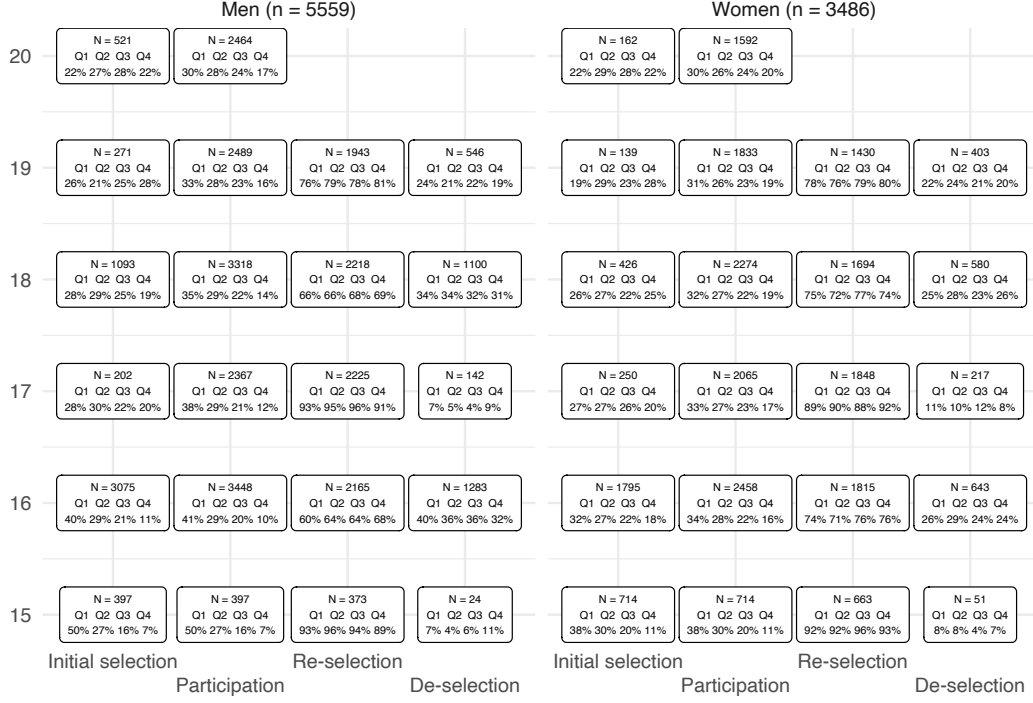 Men (n = 5559)
Women (n = 3486)
20
N = 521
Q1 Q2 Q3 Q4
22% 27% 28% 22%
N = 2464
Q1 Q2 Q3 Q4
30% 28% 24% 17%
N = 162
Q1 Q2 Q3 Q4
22% 29% 28% 22%
N = 1592
Q1 Q2 Q3 Q4
30% 26% 24% 20%
19
N = 271
Q1 Q2 Q3 Q4
26% 21% 25% 28%
N = 2489
Q1 Q2 Q3 Q4
33% 28% 23% 16%
N = 1943
Q1 Q2 Q3 Q4
76% 79% 78% 81%
N = 546
Q1 Q2 Q3 Q4
24% 21% 22% 19%
N = 139
Q1 Q2 Q3 Q4
19% 29% 23% 28%
N = 1833
Q1 Q2 Q3 Q4
31% 26% 23% 19%
N = 1430
Q1 Q2 Q3 Q4
78% 76% 79% 80%
N = 403
Q1 Q2 Q3 Q4
22% 24% 21% 20%
18
N = 1093
Q1 Q2 Q3 Q4
28% 29% 25% 19%
N = 3318
Q1 Q2 Q3 Q4
35% 29% 22% 14%
N = 2218
Q1 Q2 Q3 Q4
66% 66% 68% 69%
N = 1100
Q1 Q2 Q3 Q4
34% 34% 32% 31%
N = 426
Q1 Q2 Q3 Q4
26% 27% 22% 25%
N = 2274
Q1 Q2 Q3 Q4
32% 27% 22% 19%
N = 1694
Q1 Q2 Q3 Q4
75% 72% 77% 74%
N = 580
Q1 Q2 Q3 Q4
25% 28% 23% 26%
17
N = 202
Q1 Q2 Q3 Q4
28% 30% 22% 20%
N = 2367
Q1 Q2 Q3 Q4
38% 29% 21% 12%
N = 2225
Q1 Q2 Q3 Q4
93% 95% 96% 91%
N = 142
Q1 Q2 Q3 Q4
7% 5% 4% 9%
N = 250
Q1 Q2 Q3 Q4
27% 27% 26% 20%
N = 2065
Q1 Q2 Q3 Q4
33% 27% 23% 17%
N = 1848
Q1 Q2 Q3 Q4
89% 90% 88% 92%
N = 217
Q1 Q2 Q3 Q4
11% 10% 12% 8%
16
N = 3075
Q1 Q2 Q3 Q4
40% 29% 21% 11%
N = 3448
Q1 Q2 Q3 Q4
41% 29% 20% 10%
N = 2165
Q1 Q2 Q3 Q4
60% 64% 64% 68%
N = 1283
Q1 Q2 Q3 Q4
40% 36% 36% 32%
N = 1795
Q1 Q2 Q3 Q4
32% 27% 22% 18%
N = 2458
Q1 Q2 Q3 Q4
34% 28% 22% 16%
N = 1815
Q1 Q2 Q3 Q4
74% 71% 76% 76%
N = 643
Q1 Q2 Q3 Q4
26% 29% 24% 24%
15
N = 397
Q1 Q2 Q3 Q4
50% 27% 16% 7%
N = 397
Q1 Q2 Q3 Q4
50% 27% 16% 7%
N = 373
Q1 Q2 Q3 Q4
93% 96% 94% 89%
N = 24
Q1 Q2 Q3 Q4
7% 4% 6% 11%
N = 714
Q1 Q2 Q3 Q4
38% 30% 20% 11%
N = 714
Q1 Q2 Q3 Q4
38% 30% 20% 11%
N = 663
Q1 Q2 Q3 Q4
92% 92% 96% 93%
N = 51
Q1 Q2 Q3 Q4
8% 8% 4% 7%
Initial selection
Participation
Re-selection
De-selection
Initial selection
Participation
Re-selection
De-selection